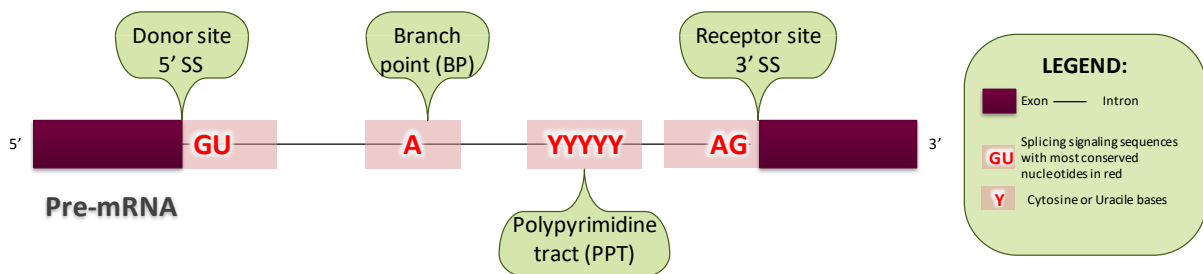 Donor site
5’ SS
Branch
point (BP)
Receptor site
3’ SS
5’
GU
A
YYYYY
AG
3’
Pre-mRNA
Polypyrimidine
tract (PPT)
LEGEND:
Exon
Intron
GU
Splicing signaling sequences
with most conserved
nucleotides in red
Y
Cytosine or Uracile bases